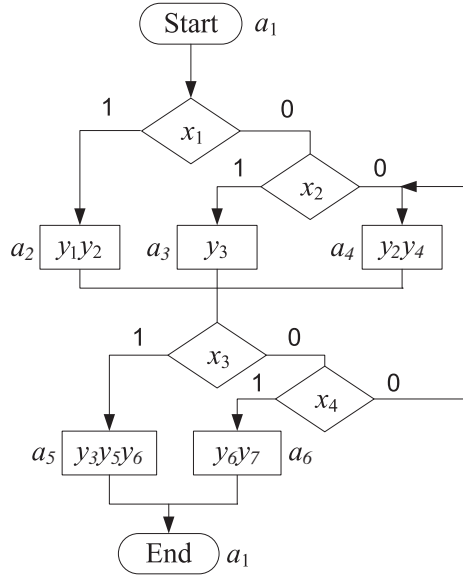 Start a1
1 0
x1
1 0
x2
a2 y1y2 a3 y3 a4 y2y4
1 0
x3
1 0
x4
a5 y3y5y6 y6y7 a6
End a1